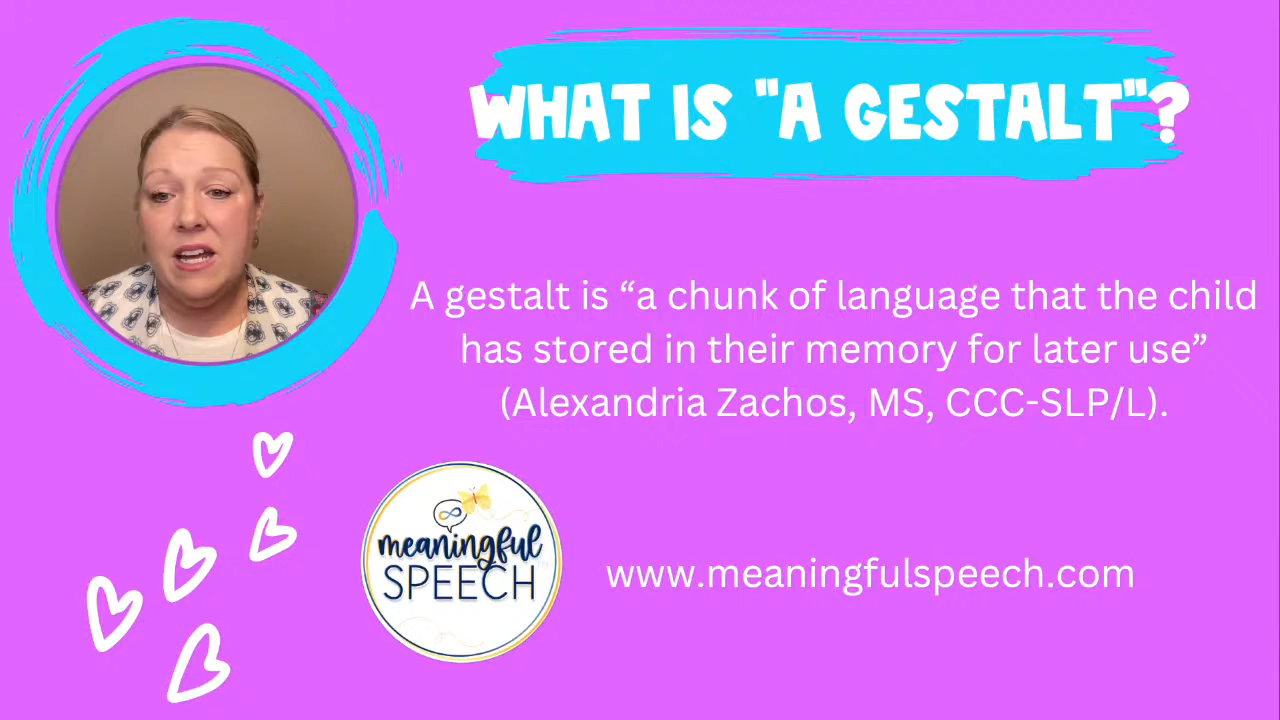 WHAT IS "A GESTALT"?
A gestalt is “a chunk of language that the child
has stored in their memory for later use”
(Alexandria Zachos, MS, CCC-SLP/L).
meaningful
SPEECH
www.meaningfulspeech.com